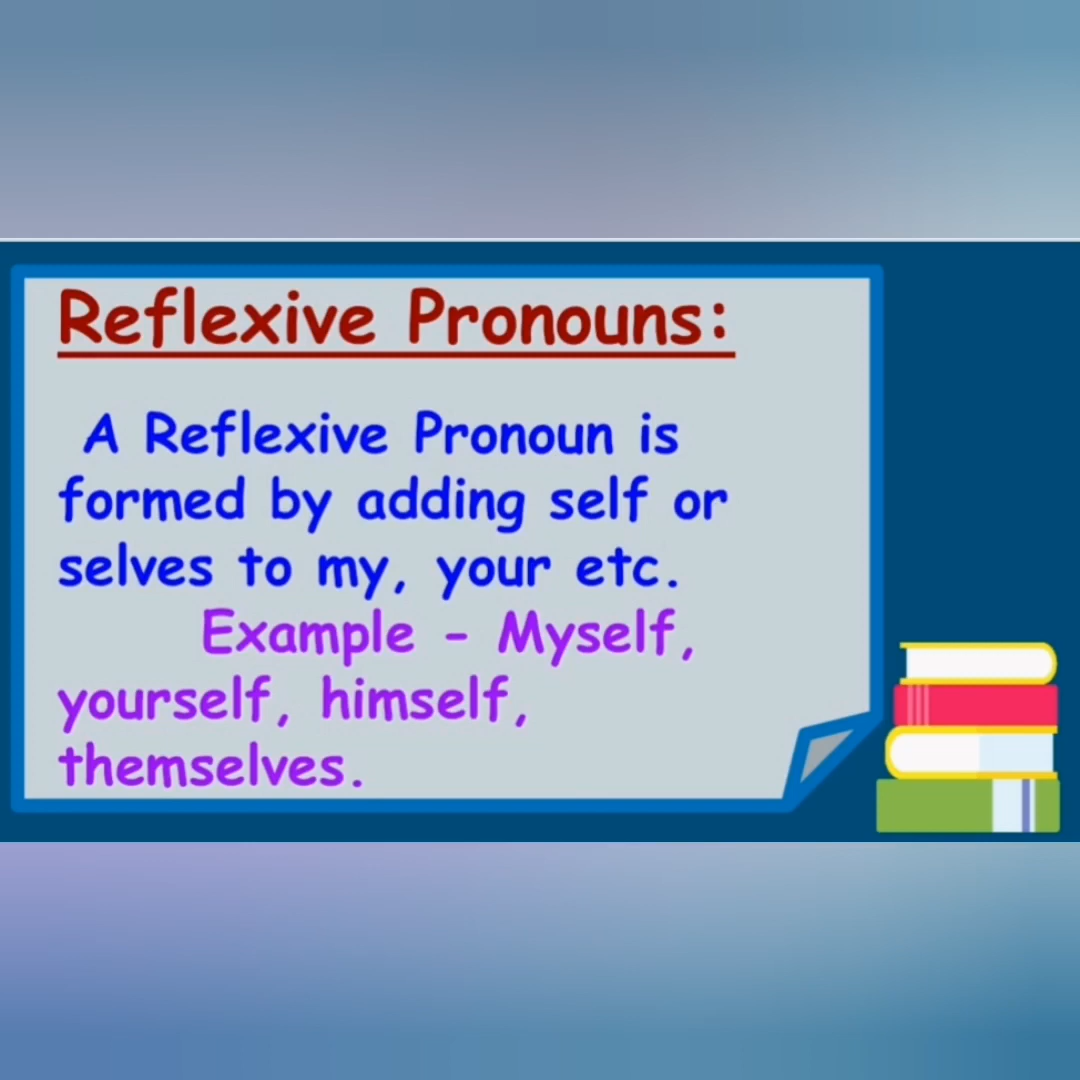 Reflexive Pronouns:
A Reflexive Pronoun is
formed by adding self or
selves to my, your etc.
Example - Myself,
yourself, himself,
themselves.